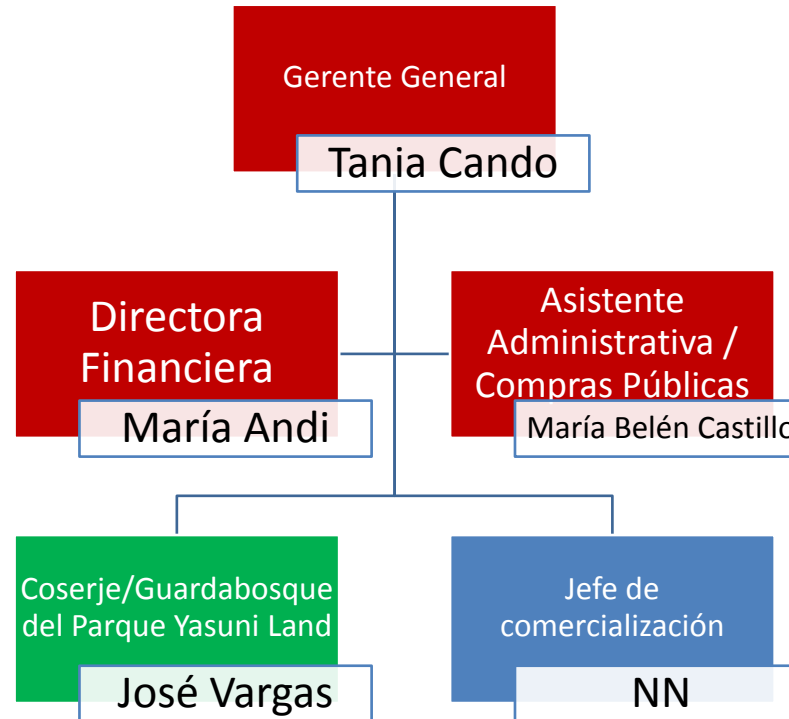 Gerente General
Tania Cando
Directora
Financiera
María Andi
Asistente
Administrativa /
Compras Públicas
María Belén Castillo
Coserje/Guardabosque
del Parque Yasuni Land
José Vargas
Jefe de
comercialización
NN